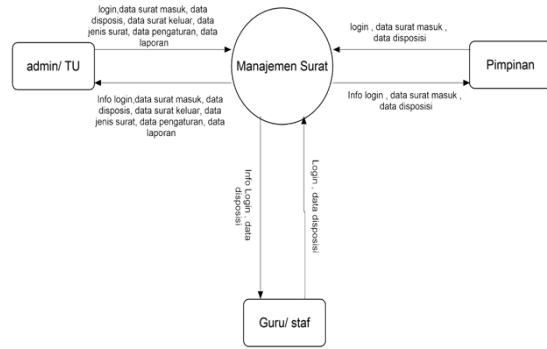 login,data surat masuk, data
disposis, data surat keluar, data
jenis surat, data pengaturan, data
laporan
login , data surat masuk ,
data disposisi
admin/ TU
Manajemen Surat
Pimpinan
Info login,data surat masuk, data
disposis, data surat keluar, data
jenis surat, data pengaturan, data
laporan
Info login , data surat masuk ,
data disposisi
Info Login , data
disposisi
Login , data disposisi
Guru/ staf